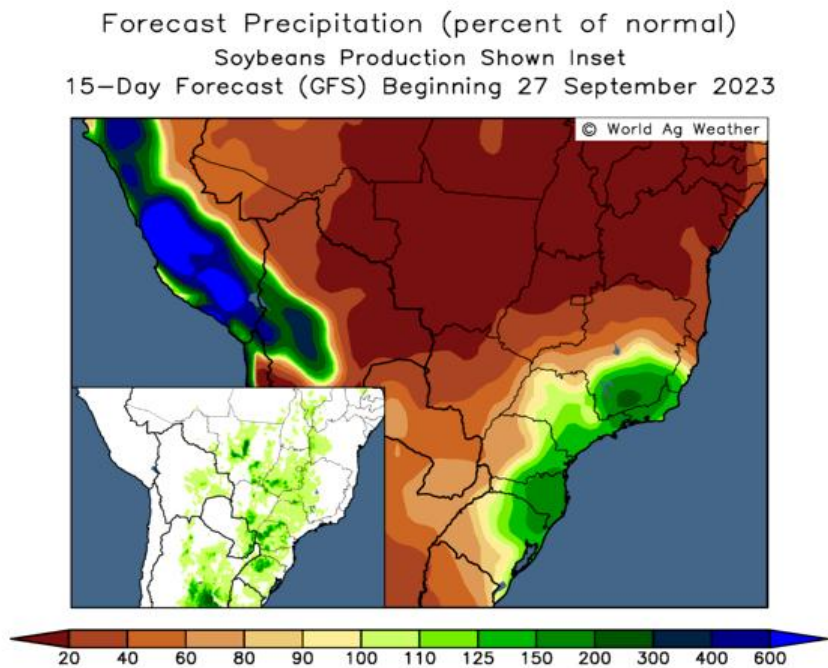 Forecast Precipitation (percent of normal)
Soybeans Production Shown Inset
15-Day Forecast (GFS) Beginning 27 September 2023
© World Ag Weather
20 40 60 80 90 100 110 125 150 200 300 400 600